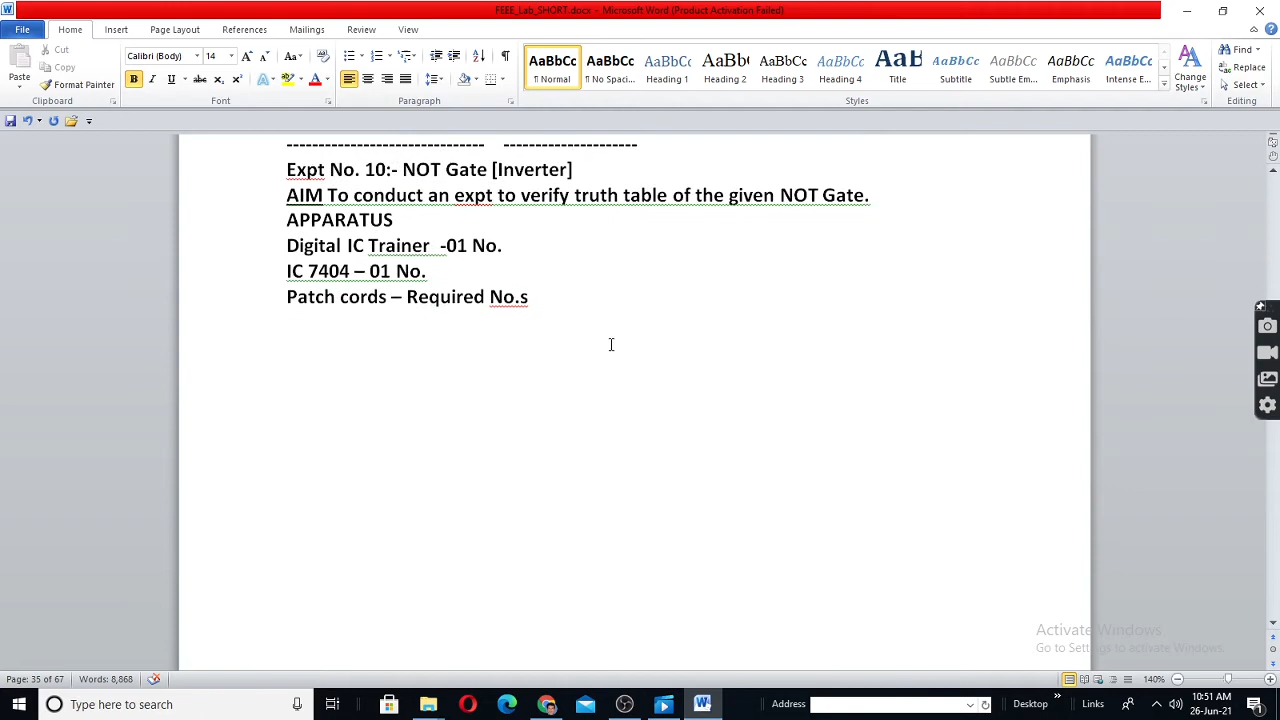 FEEE_Lab_SHORT.docx - Microsoft Word (Product Activation Failed)
File Home Insert Page Layout References Mailings Review View
Paste Cut Copy Format Painter Clipboard
Calibri (Body) 14 Font
Paragraph
AaBbCc Normal AaBbCc No Spaci... AaBbCc Heading 1 AaBb( Heading 2 AaBbCc Heading 3 AaBbCc Heading 4 AaB Title AaBbCc Subtitle AaBbCc Subtle Em... AaBbCc Emphasis AaBbCc Intense E... Change Styles Styles
Find Replace Select Editing
------------------------------- ---------------------
Expt No. 10:- NOT Gate [Inverter]
AIM To conduct an expt to verify truth table of the given NOT Gate.
APPARATUS
Digital IC Trainer -01 No.
IC 7404 – 01 No.
Patch cords – Required No.s
Activate Windows
Go to Settings to activate Windows.
Page: 35 of 67 Words: 8,868 140%
Type here to search Address Desktop Links 10:51 AM
26-Jun-21